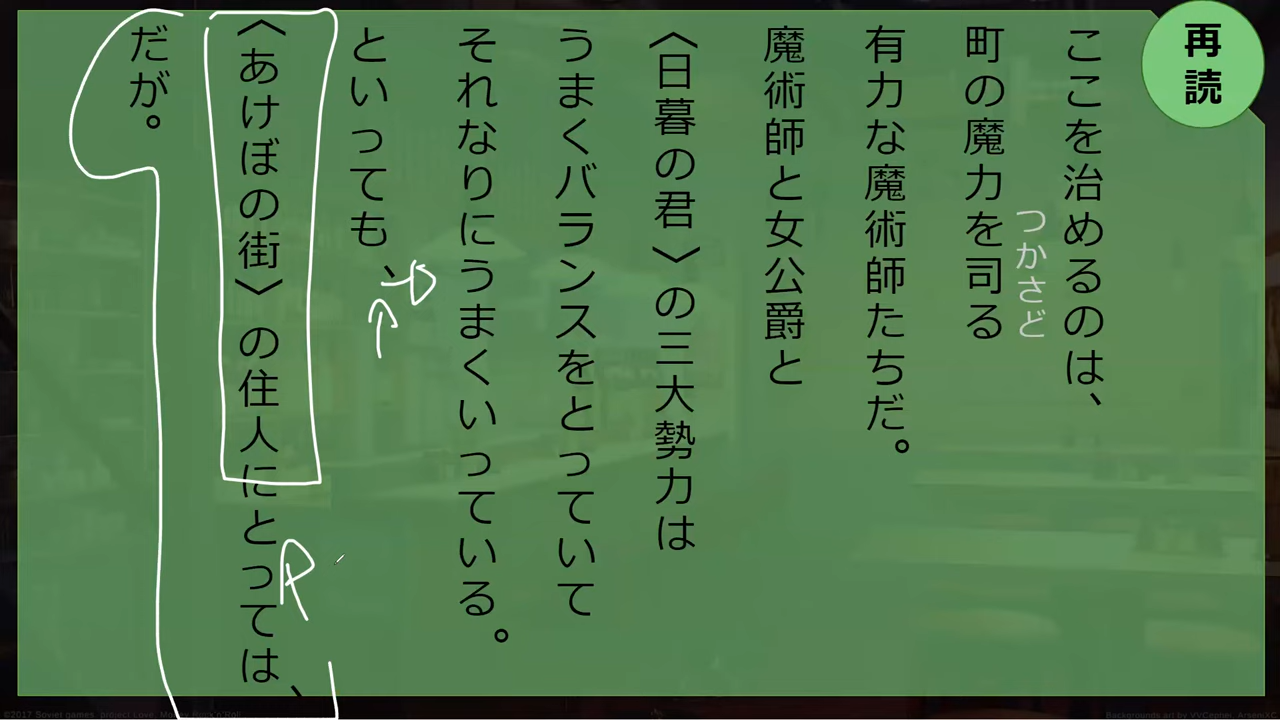 再読
ここを治めるのは、
つかさど
町の魔力を司る
有力な魔術師たちだ。
魔術師と女公爵と
〈日暮の君〉の三大勢力は
うまくバランスをとっていて
それなりにうまくいっている。
といっても、
〈あけぼの街〉の住人にとっては、
だが。
R